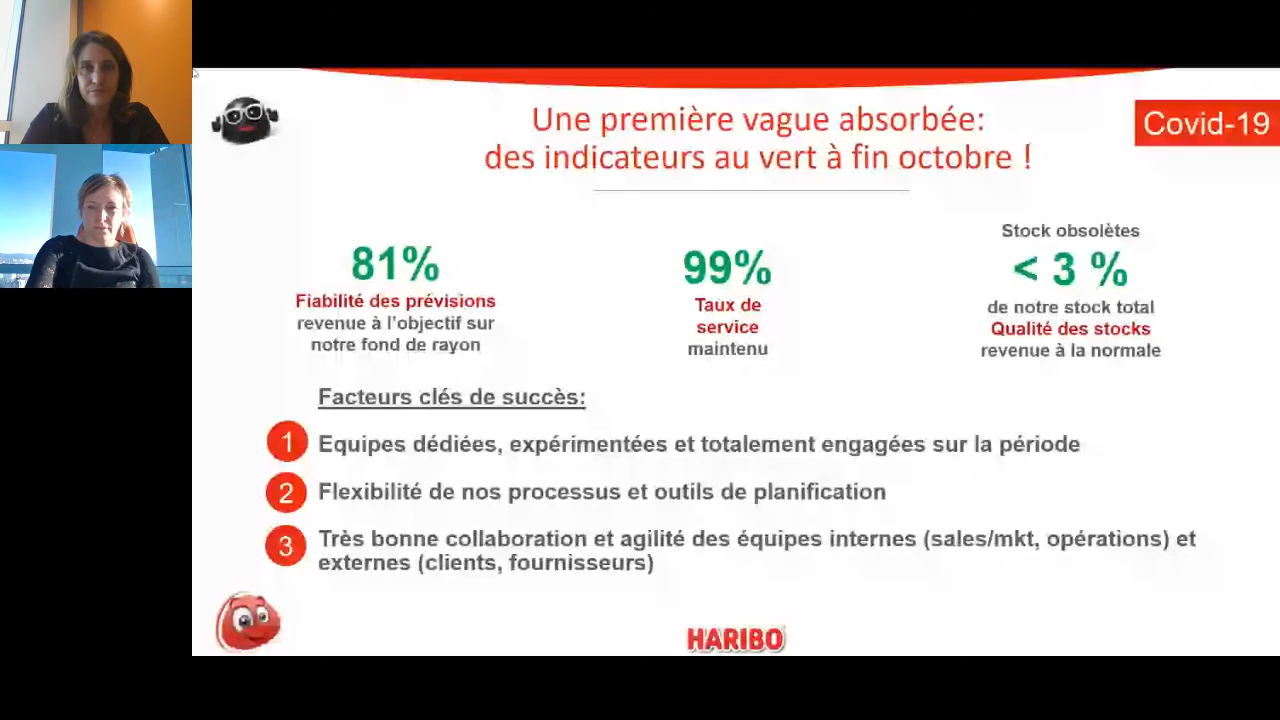 Une première vague absorbée:
des indicateurs au vert à fin octobre !
Covid-19
81%
Fiabilité des prévisions
revenue à l'objectif sur
notre fond de rayon
99%
Taux de
service
maintenu
Stock obsolètes
< 3 %
de notre stock total
Qualité des stocks
revenue à la normale
Facteurs clés de succès:
1 Equipes dédiées, expérimentées et totalement engagées sur la période
2 Flexibilité de nos processus et outils de planification
3 Très bonne collaboration et agilité des équipes internes (sales/mkt, opérations) et
externes (clients, fournisseurs)
HARIBO